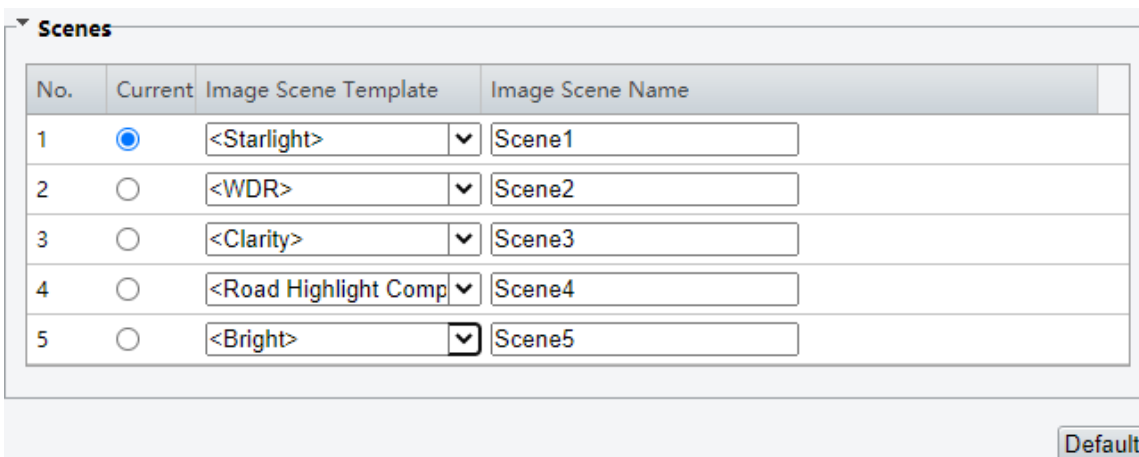 Scenes
No. Current Image Scene Template Image Scene Name
1 <Starlight> Scene1
2 <WDR> Scene2
3 <Clarity> Scene3
4 <Road Highlight Comp Scene4
5 <Bright> Scene5
Default